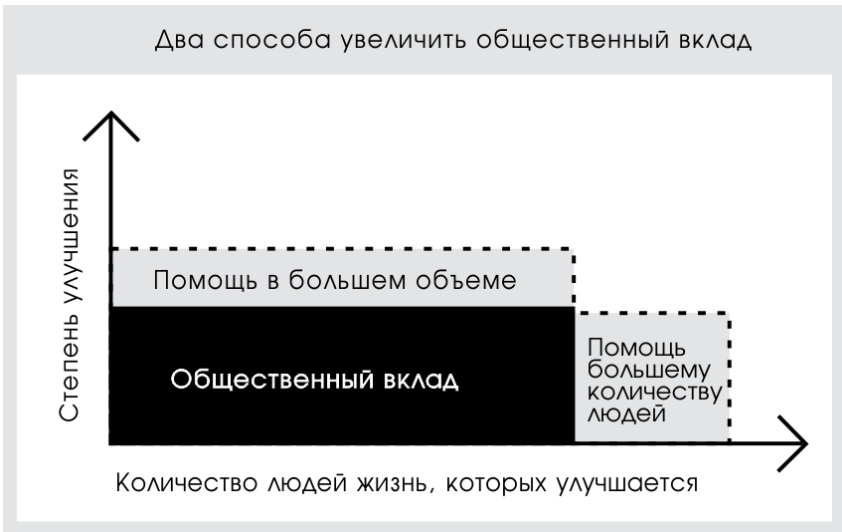 Два способа увеличить общественный вклад
Степень улучшения
Помощь в большем объеме
Общественный вклад
Помощь
большему
количеству
людей
Количество людей жизнь, которых улучшается